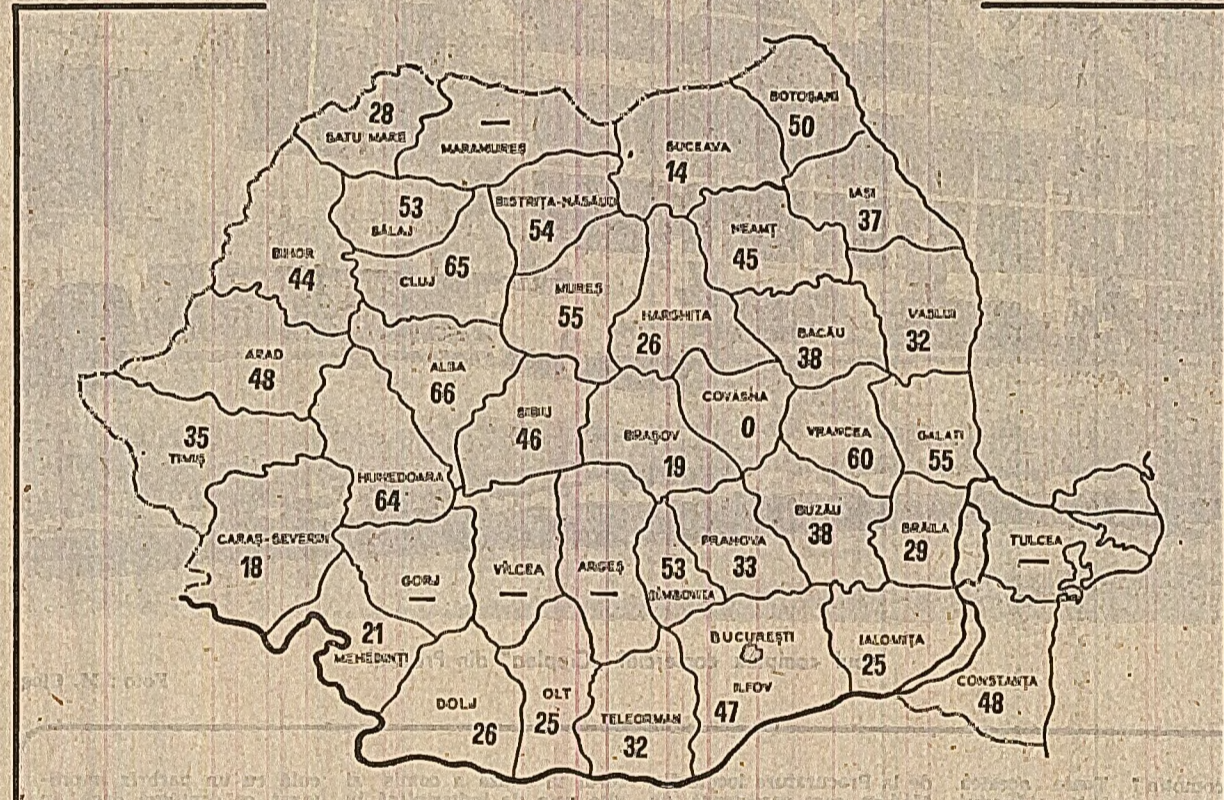 BOTOȘANI
50
28
SATU MARE
—
MARAMUREȘ
SUCEAVA
14
IAȘI
37
53
SĂLAJ
BISTRIȚA-NĂSĂUD
54
NEAMȚ
45
BIHOR
44
CLUJ 65
MUREȘ
55
HARGHITA
26
BACĂU
38
VASLUI
32
ARAD
48
ALBA
66
SIBIU
46
BRAȘOV
19
COVASNA
0
VRANCEA
60
GALAȚI
55
35
TIMIȘ
HUNEDOARA
64
CARAȘ-SEVERIN
18
GORJ
—
VÎLCEA
—
ARGEȘ
—
53
DÎMBOVIȚA
PRAHOVA
33
BUZĂU
38
BRĂILA
29
TULCEA
—
21
MEHEDINȚI
DOLJ
26
OLT
25
TELEORMAN
32
BUCUREȘTI
ILFOV
47
IALOMIȚA
25
CONSTANȚA
48